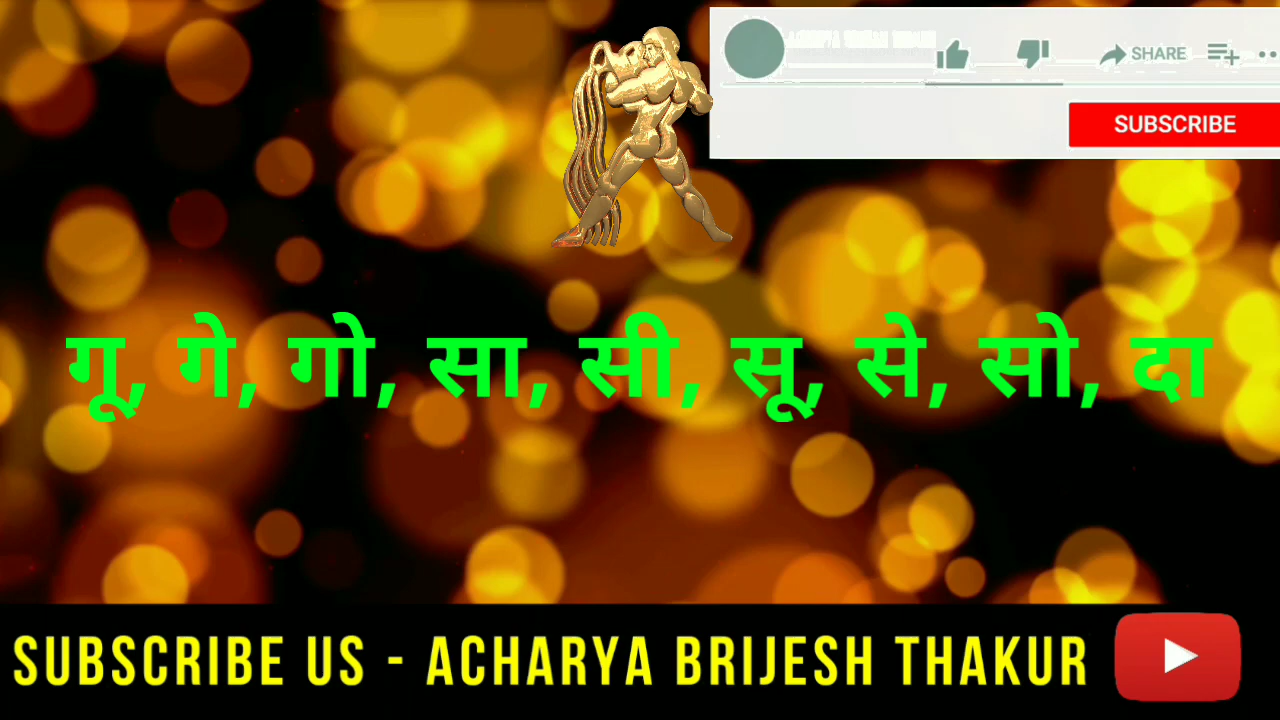 SHARE
SUBSCRIBE
गू, गे, गो, सा, सी, सू, से, सो, दा
SUBSCRIBE US - ACHARYA BRIJESH THAKUR